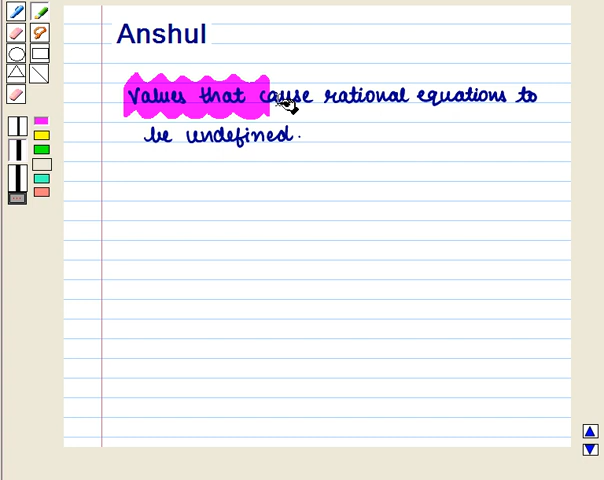 Anshul
Values that cause rational equations to
be undefined.